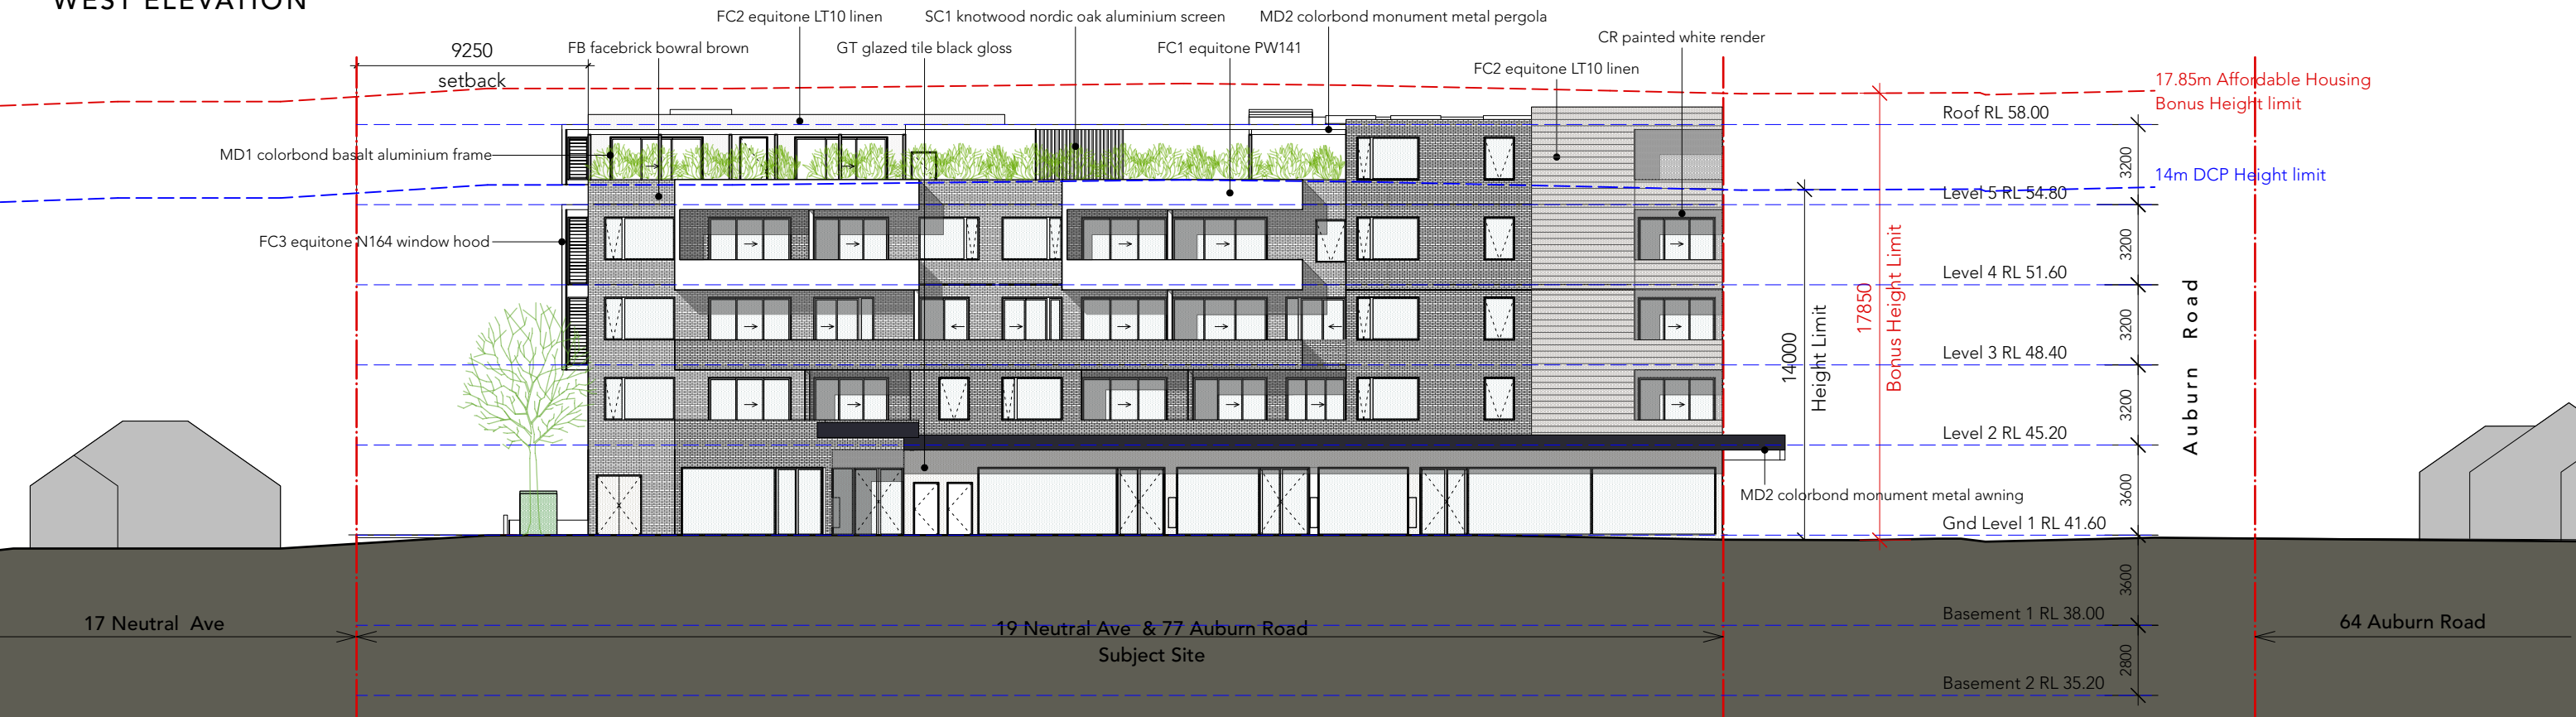 WEST ELEVATION
FC2 equitone LT10 linen
SC1 knotwood nordic oak aluminium screen
MD2 colorbond monument metal pergola
9250
setback
FB facebrick bowral brown
GT glazed tile black gloss
FC1 equitone PW141
CR painted white render
FC2 equitone LT10 linen
17.85m Affordable Housing
Bonus Height limit
Roof RL 58.00
MD1 colorbond basalt aluminium frame
3200
14m DCP Height limit
Level 5 RL 54.80
FC3 equitone N164 window hood
3200
Level 4 RL 51.60
17850
Bonus Height Limit
14000
Height Limit
3200
Auburn Road
Level 3 RL 48.40
3200
Level 2 RL 45.20
MD2 colorbond monument metal awning
3600
Gnd Level 1 RL 41.60
3600
Basement 1 RL 38.00
17 Neutral Ave
19 Neutral Ave & 77 Auburn Road
Subject Site
64 Auburn Road
2800
Basement 2 RL 35.20